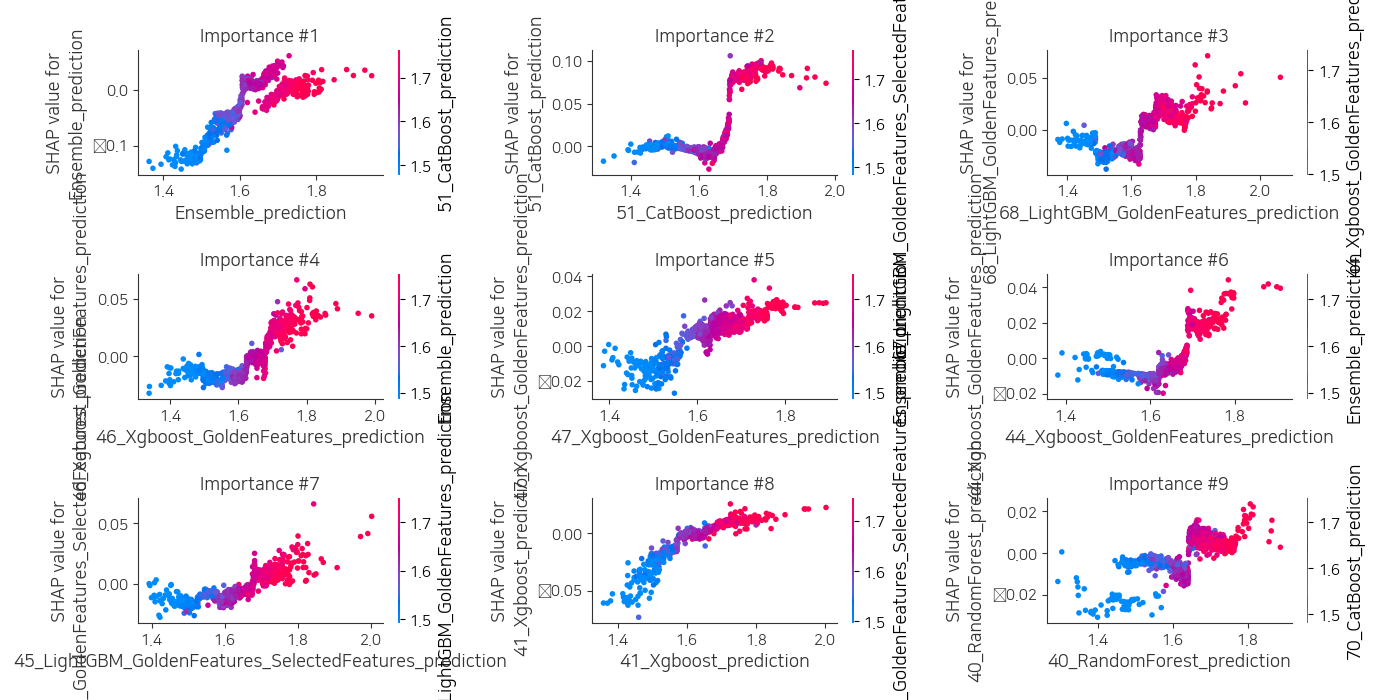 Importance #1
SHAP value for
Ensemble_prediction
0.0
0.1
1.4
1.6
1.8
Ensemble_prediction
1.7
1.6
1.5
51_CatBoost_prediction
Importance #2
SHAP value for
51_CatBoost_prediction
0.10
0.05
0.00
1.4
1.6
1.8
2.0
51_CatBoost_prediction
1.7
1.6
1.5
Importance #3
SHAP value for
68_LightGBM_GoldenFeatures_pre
0.05
0.00
1.4
1.6
1.8
2.0
68_LightGBM_GoldenFeatures_prediction
1.7
1.6
1.5
Importance #4
SHAP value for
0.05
0.00
1.4
1.6
1.8
2.0
46_Xgboost_GoldenFeatures_prediction
1.7
1.6
1.5
Ensemble_prediction
Importance #5
SHAP value for
47_Xgboost_GoldenFeatures_prediction
0.04
0.02
0.00
0.02
1.4
1.6
1.8
47_Xgboost_GoldenFeatures_prediction
1.7
1.6
1.5
Importance #6
SHAP value for
0.04
0.02
0.00
0.02
1.4
1.6
1.8
44_Xgboost_GoldenFeatures_prediction
1.7
1.6
1.5
Ensemble_prediction
Importance #7
SHAP value for
0.05
0.00
1.4
1.6
1.8
2.0
45_LightGBM_GoldenFeatures_SelectedFeatures_prediction
1.7
1.6
1.5
Importance #8
SHAP value for
41_Xgboost_prediction
0.00
0.05
1.4
1.6
1.8
2.0
41_Xgboost_prediction
1.7
1.6
1.5
Importance #9
SHAP value for
40_RandomForest_prediction
0.02
0.00
0.02
1.4
1.6
1.8
40_RandomForest_prediction
1.7
1.6
1.5
70_CatBoost_prediction